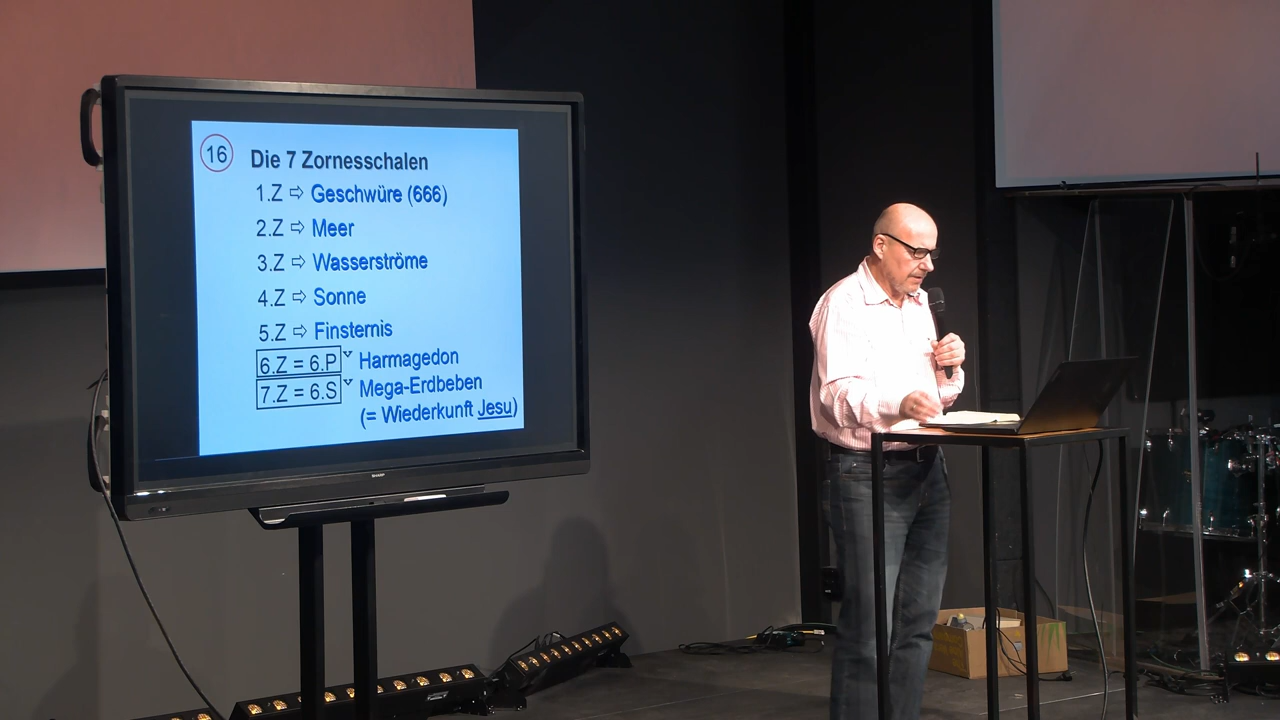 16
Die 7 Zornesschalen
1.Z ⇨ Geschwüre (666)
2.Z ⇨ Meer
3.Z ⇨ Wasserströme
4.Z ⇨ Sonne
5.Z ⇨ Finsternis
6.Z = 6.P ˅ Harmagedon
7.Z = 6.S ˅ Mega-Erdbeben
(= Wiederkunft Jesu)
SHARP